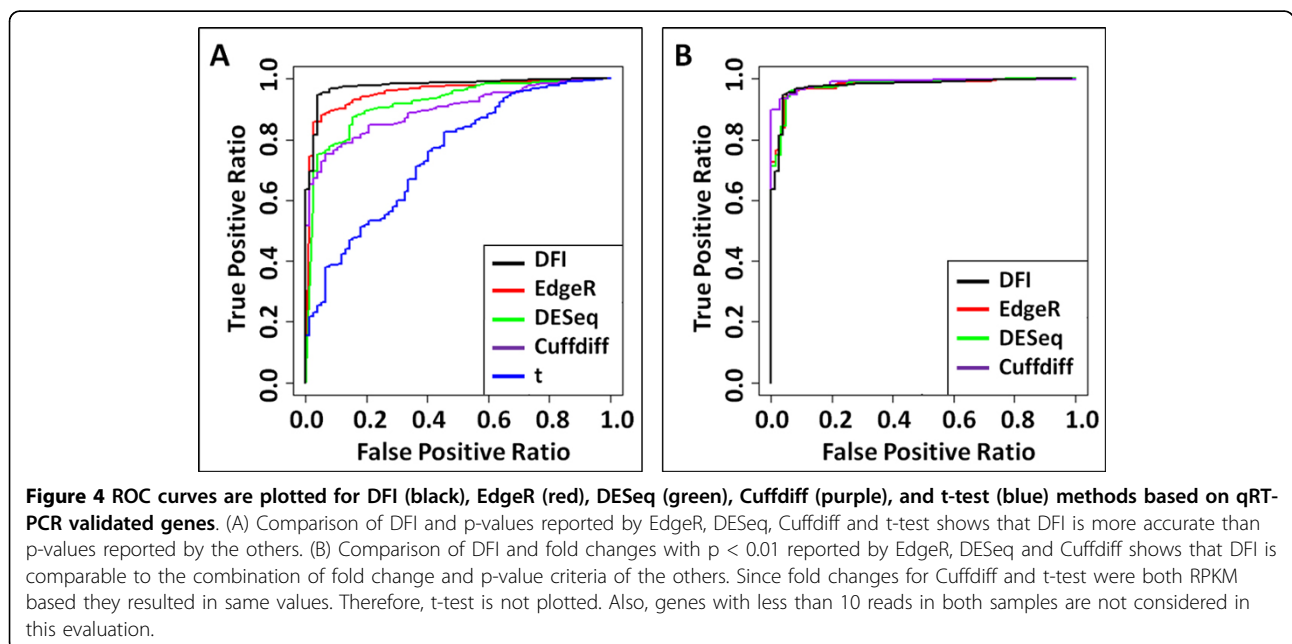 A
True Positive Ratio
1.0
0.8
0.6
0.4
0.2
0.0
DFI
EdgeR
DESeq
Cuffdiff
t
0.0 0.2 0.4 0.6 0.8 1.0
False Positive Ratio
B
True Positive Ratio
1.0
0.8
0.6
0.4
0.2
0.0
DFI
EdgeR
DESeq
Cuffdiff
0.0 0.2 0.4 0.6 0.8 1.0
False Positive Ratio
Figure 4 ROC curves are plotted for DFI (black), EdgeR (red), DESeq (green), Cuffdiff (purple), and t-test (blue) methods based on qRT-
PCR validated genes. (A) Comparison of DFI and p-values reported by EdgeR, DESeq, Cuffdiff and t-test shows that DFI is more accurate than
p-values reported by the others. (B) Comparison of DFI and fold changes with p < 0.01 reported by EdgeR, DESeq and Cuffdiff shows that DFI is
comparable to the combination of fold change and p-value criteria of the others. Since fold changes for Cuffdiff and t-test were both RPKM
based they resulted in same values. Therefore, t-test is not plotted. Also, genes with less than 10 reads in both samples are not considered in
this evaluation.